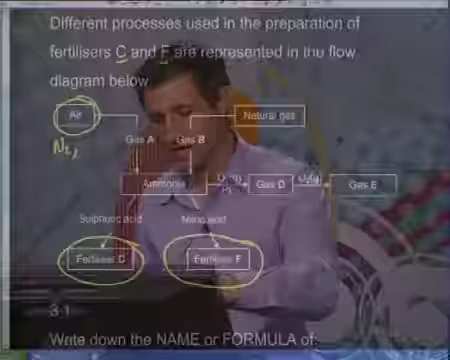 Different processes used in the preparation of
fertilisers C and F are represented in the flow
diagram below
Air
Natural gas
N₂
Gas A
Gas B
Ammonia
Gas D
O₂(g)
Gas E
Sulphuric acid
Nitric acid
Fertiliser C
Fertiliser F
3.1
Write down the NAME or FORMULA of: